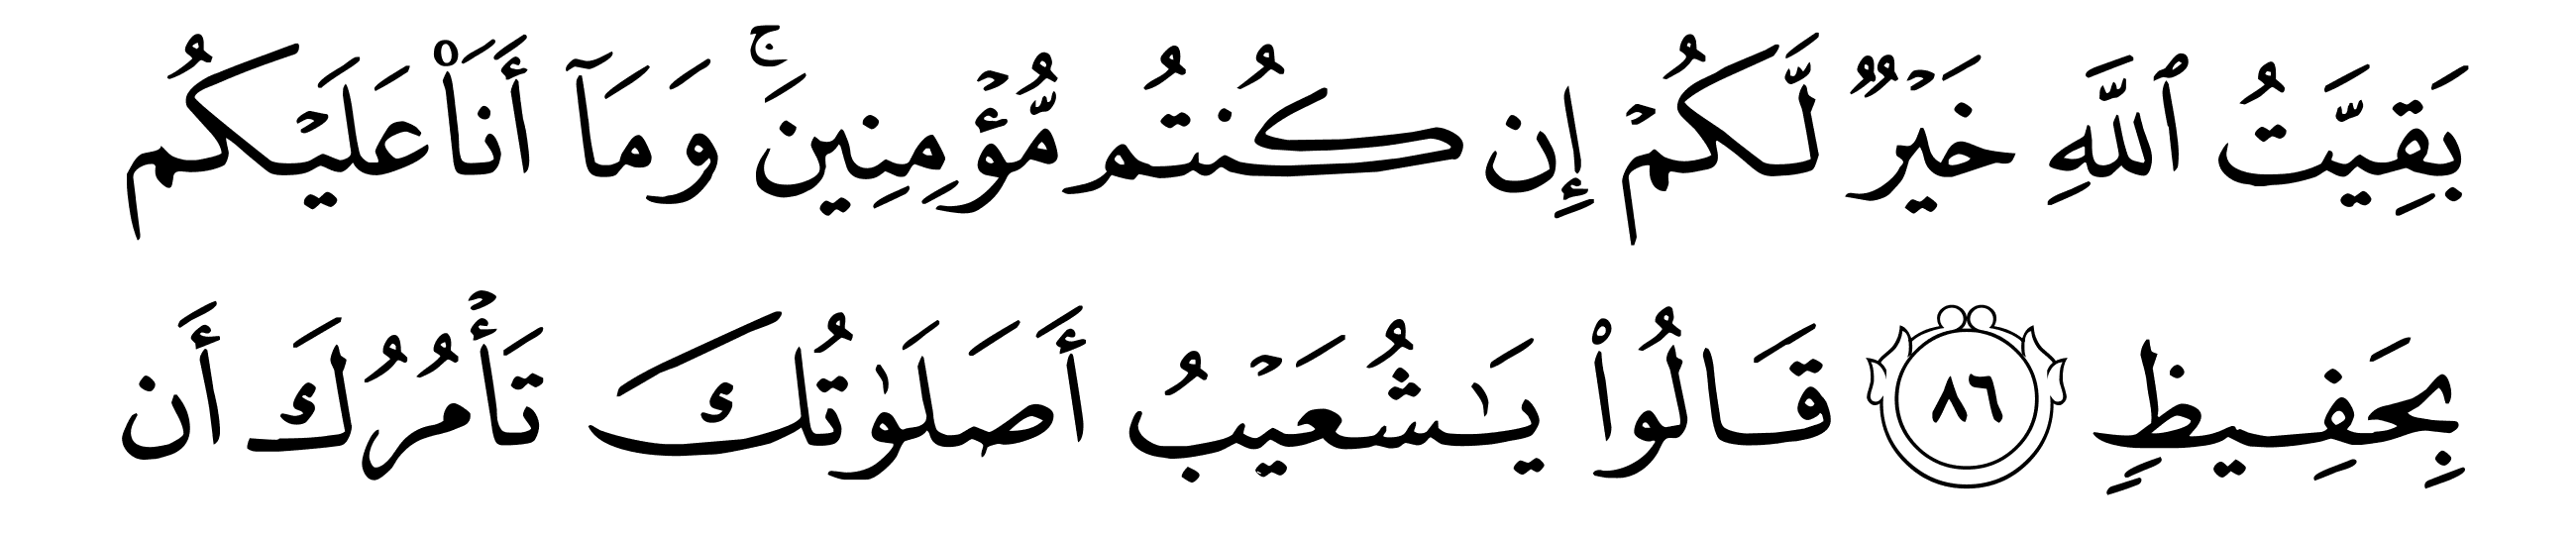 بَقِيَّتُ ٱللَّهِ خَيْرٌ لَّكُمْ إِن كُنتُم مُّؤْمِنِينَ ۚ وَمَآ أَنَا۠ عَلَيْكُم
بِحَفِيظٍ ٨٦ قَالُوا۟ يَـٰشُعَيْبُ أَصَلَوٰتُكَ تَأْمُرُكَ أَن